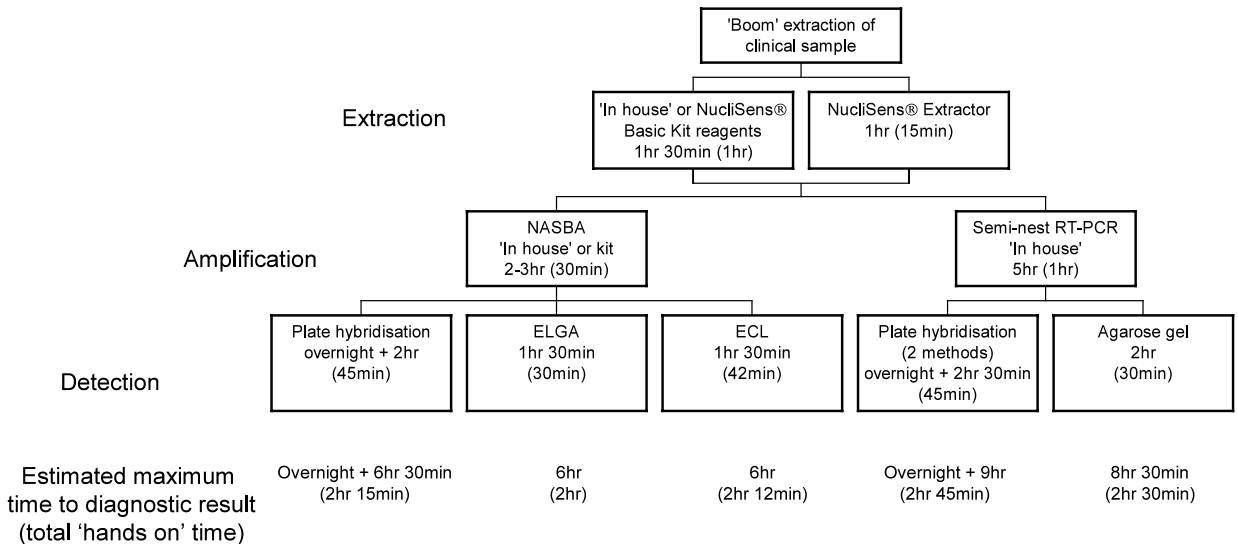 'Boom' extraction of
clinical sample
Extraction
'In house' or NucliSens®
Basic Kit reagents
1hr 30min (1hr)
NucliSens® Extractor
1hr (15min)
Amplification
NASBA
'In house' or kit
2-3hr (30min)
Semi-nest RT-PCR
'In house'
5hr (1hr)
Detection
Plate hybridisation
overnight + 2hr
(45min)
ELGA
1hr 30min
(30min)
ECL
1hr 30min
(42min)
Plate hybridisation
(2 methods)
overnight + 2hr 30min
(45min)
Agarose gel
2hr
(30min)
Estimated maximum
time to diagnostic result
(total ‘hands on’ time)
Overnight + 6hr 30min
(2hr 15min)
6hr
(2hr)
6hr
(2hr 12min)
Overnight + 9hr
(2hr 45min)
8hr 30min
(2hr 30min)